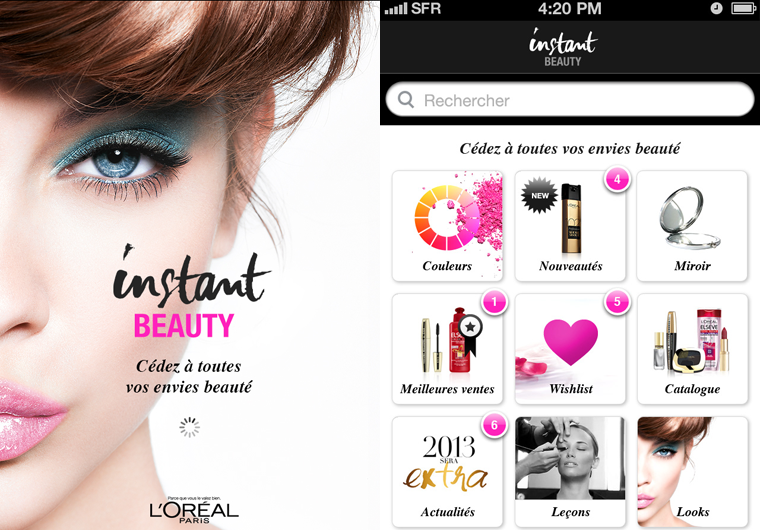 instant
BEAUTY
Cédez à toutes
vos envies beauté
Parce que vous le valez bien.
L'ORÉAL
PARIS
SFR
4:20 PM
instant
BEAUTY
Rechercher
Cédez à toutes vos envies beauté
Couleurs
4
NEW
Nouveautés
Miroir
1
ELSEVE
Meilleures ventes
5
Wishlist
L'ORÉAL
ELSEVE
Catalogue
6
2013
SERA
extra
Actualités
Leçons
Looks